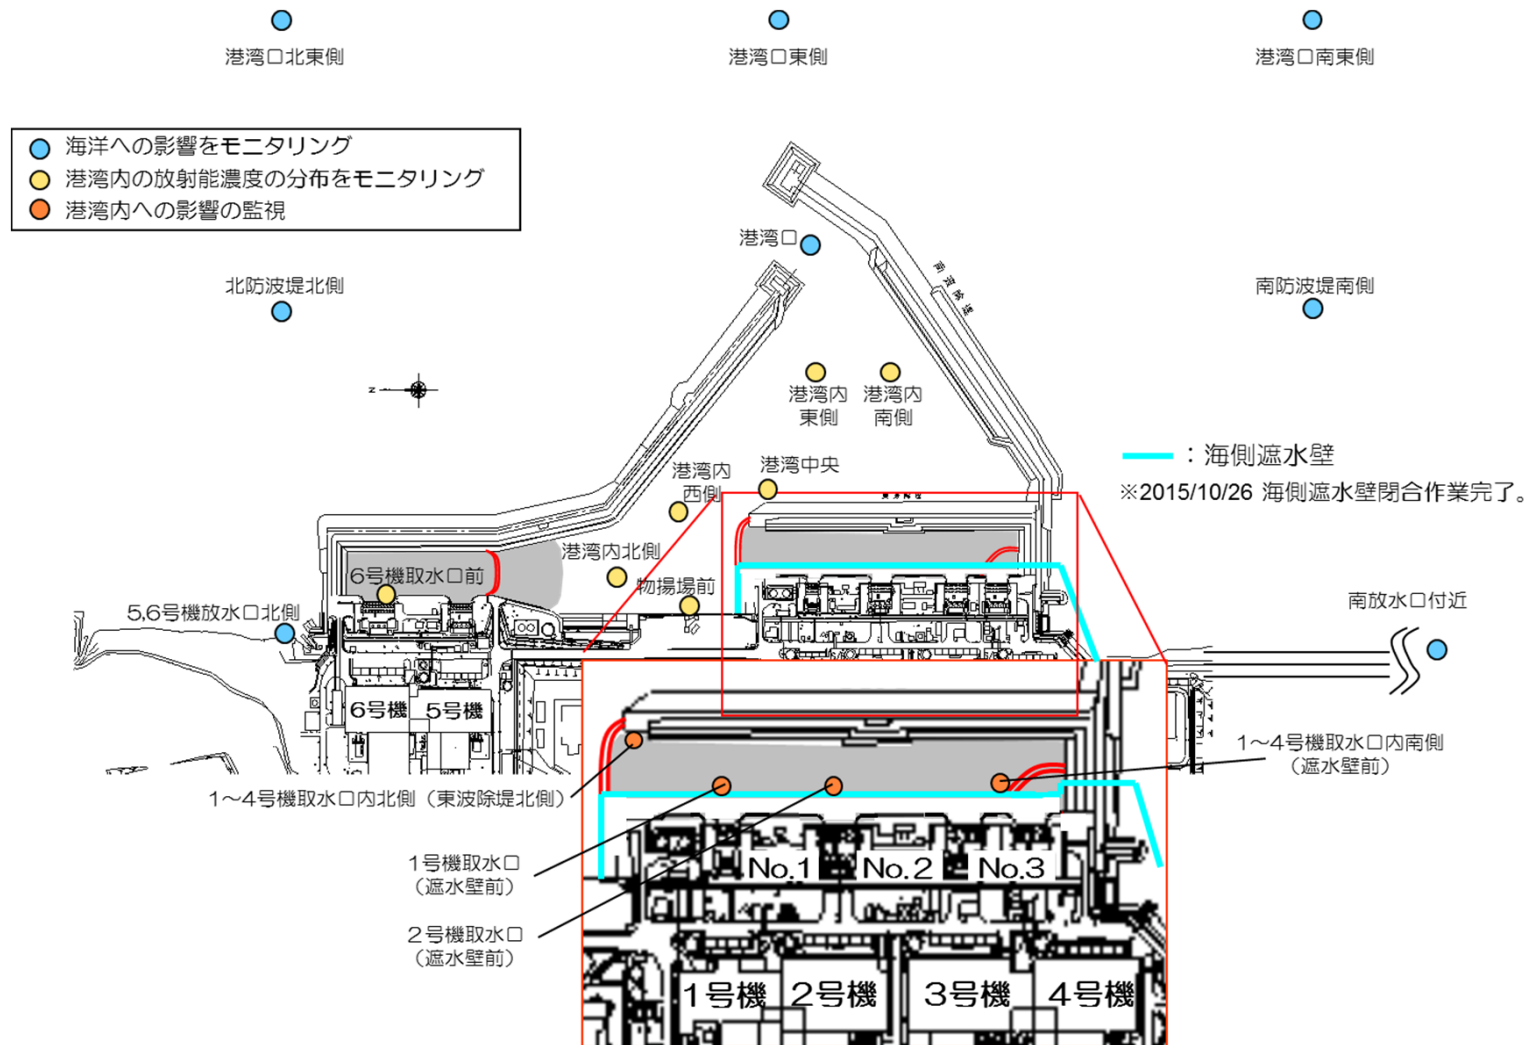 港湾口北東側
港湾口東側
港湾口南東側
海洋への影響をモニタリング
港湾内の放射能濃度の分布をモニタリング
港湾内への影響の監視
港湾口
北防波堤北側
南防波堤南側
N
港湾内
東側
港湾内
南側
：海側遮水壁
※2015/10/26 海側遮水壁閉合作業完了。
港湾中央
港湾内
西側
港湾内北側
6号機取水口前
物揚場前
5,6号機放水口北側
南放水口付近
6号機
5号機
1～4号機取水口内南側
（遮水壁前）
1～4号機取水口内北側（東波除堤北側）
1号機取水口
（遮水壁前）
No.1
No.2
No.3
2号機取水口
（遮水壁前）
1号機
2号機
3号機
4号機